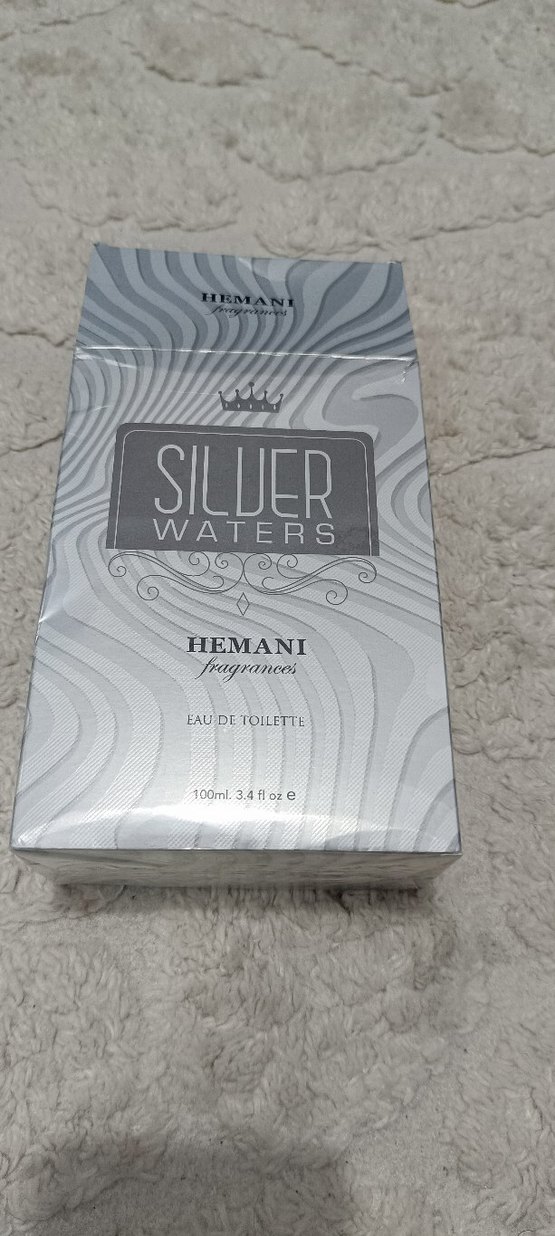 HEMANI
fragrances
SILVER
WATERS
HEMANI
fragrances
EAU DE TOILETTE
100ml. 3.4 fl oz e